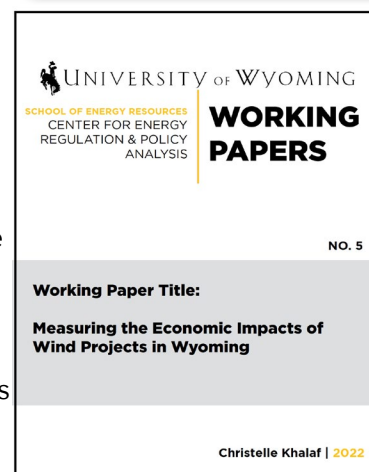 UNIVERSITY OF WYOMING
SCHOOL OF ENERGY RESOURCES
CENTER FOR ENERGY
REGULATION & POLICY
ANALYSIS
WORKING
PAPERS
NO. 5
Working Paper Title:
Measuring the Economic Impacts of
Wind Projects in Wyoming
Christelle Khalaf | 2022